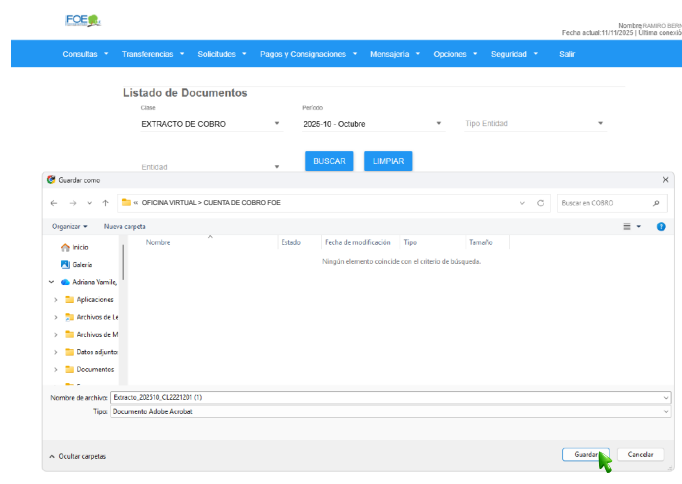 FOE
Nombre RAMIRO BER
Fecha actual:11/11/2025 | Última conexió
Consultas Transferencias Solicitudes Pagos y Consignaciones Mensajería Opciones Seguridad Salir
Listado de Documentos
Clase Periodo
EXTRACTO DE COBRO 2025-10 - Octubre Tipo Entidad
Entidad BUSCAR LIMPIAR
Guardar como
« OFICINA VIRTUAL > CUENTA DE COBRO FOE Buscar en COBRO
Organizar Nueva carpeta
Nombre Estado Fecha de modificación Tipo Tamaño
Ningún elemento coincide con el criterio de búsqueda.
Inicio
Galería
Adriana Yamile,
Aplicaciones
Archivos de Le
Archivos de M
Datos adjunto
Documentos
Nombre de archivo: Extracto_202510_CL2221201 (1)
Tipo: Documento Adobe Acrobat
Ocultar carpetas Guardar Cancelar